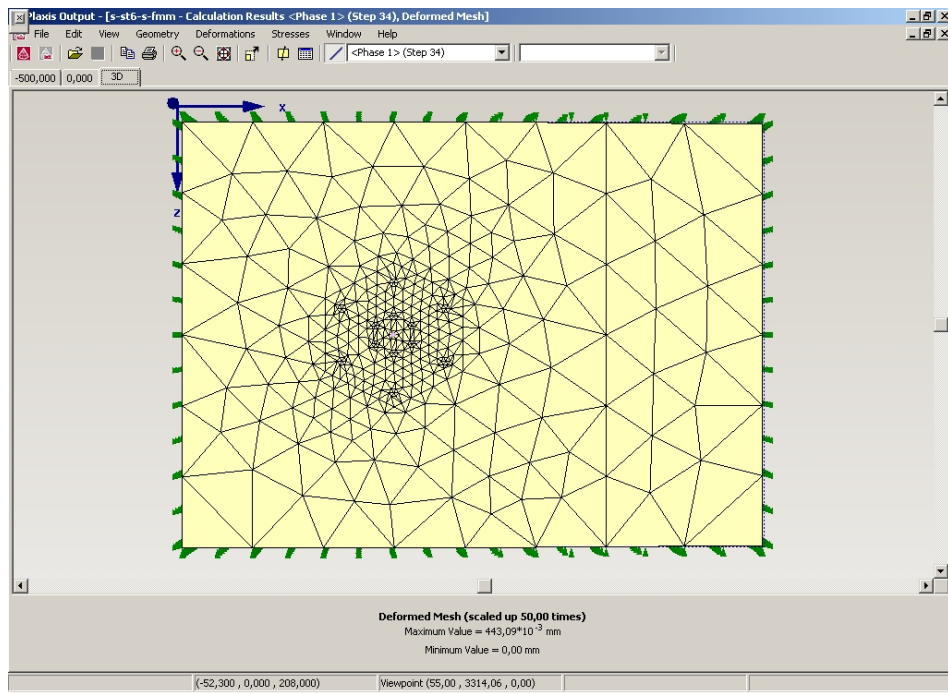 Plaxis Output - [s-st6-s-fmm - Calculation Results <Phase 1> (Step 34), Deformed Mesh]
File Edit View Geometry Deformations Stresses Window Help
<Phase 1> (Step 34)
-500,000 0,000 3D
x
z
Deformed Mesh (scaled up 50,00 times)
Maximum Value = 443,09*10-3 mm
Minimum Value = 0,00 mm
(-52,300 , 0,000 , 208,000) Viewpoint (55,00 , 3314,06 , 0,00)